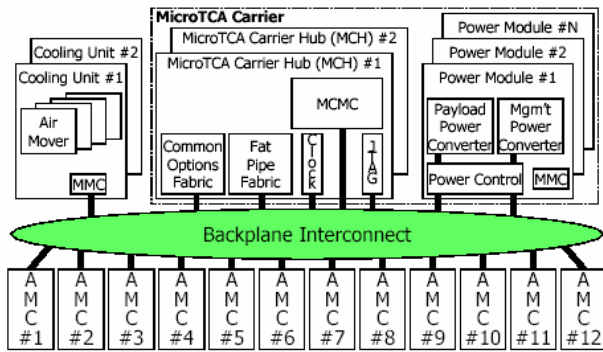 MicroTCA Carrier
Cooling Unit #2
Cooling Unit #1
Air
Mover
MMC
MicroTCA Carrier Hub (MCH) #2
MicroTCA Carrier Hub (MCH) #1
MCMC
Common
Options
Fabric
Fat
Pipe
Fabric
Clock
JTAG
Power Module #N
Power Module #2
Power Module #1
Payload
Power
Converter
Mgm't
Power
Converter
Power Control
MMC
Backplane Interconnect
AMC
#1
AMC
#2
AMC
#3
AMC
#4
AMC
#5
AMC
#6
AMC
#7
AMC
#8
AMC
#9
AMC
#10
AMC
#11
AMC
#12